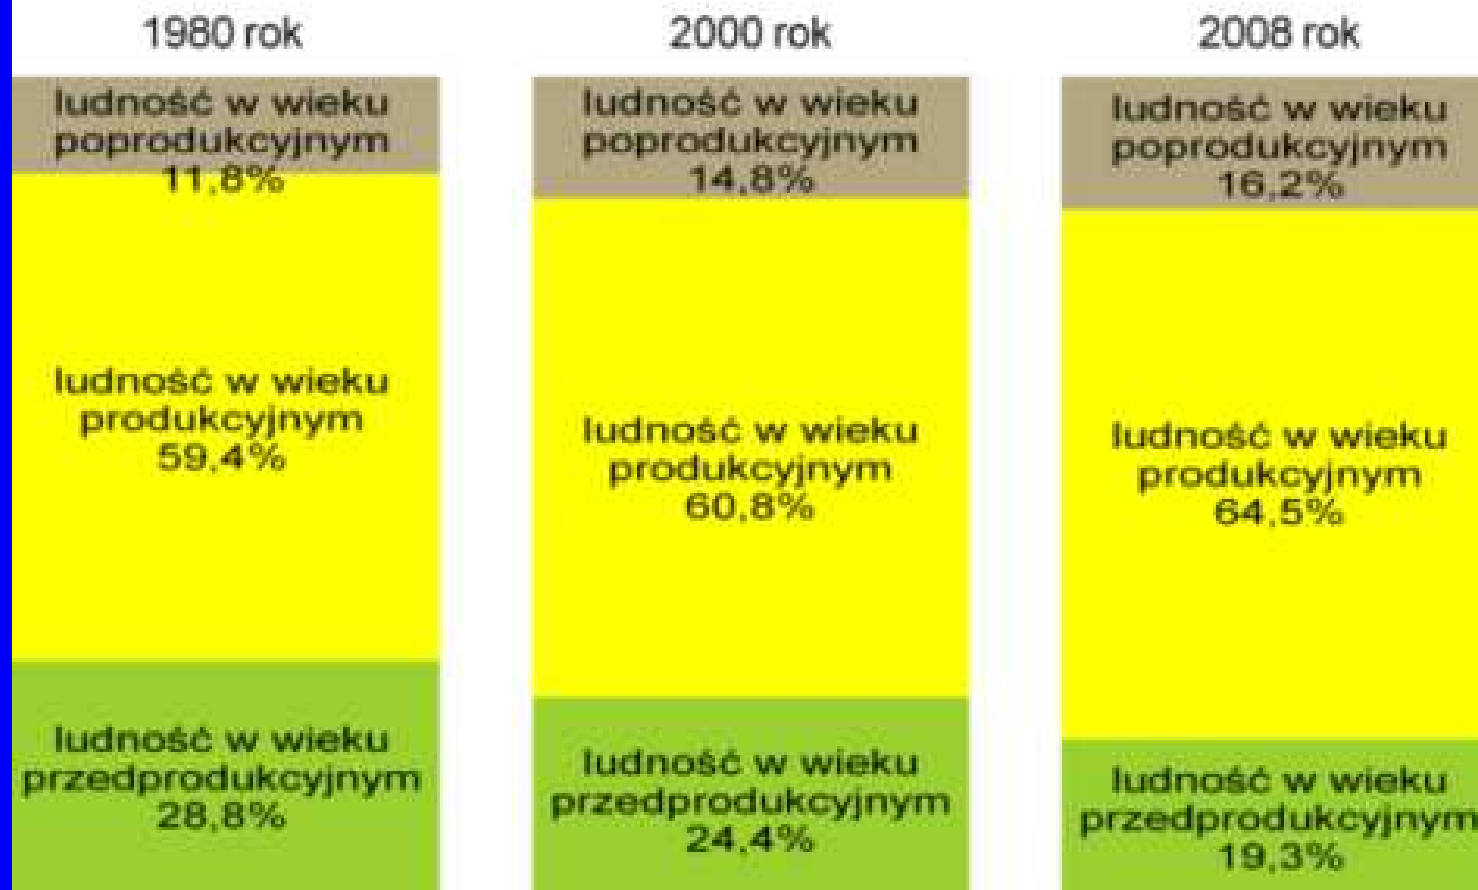 1980 rok
ludność w wieku
poprodukcyjnym
11,8%
ludność w wieku
produkcyjnym
59,4%
ludność w wieku
przedprodukcyjnym
28,8%
2000 rok
ludność w wieku
poprodukcyjnym
14,8%
ludność w wieku
produkcyjnym
60,8%
ludność w wieku
przedprodukcyjnym
24,4%
2008 rok
ludność w wieku
poprodukcyjnym
16,2%
ludność w wieku
produkcyjnym
64,5%
ludność w wieku
przedprodukcyjnym
19,3%